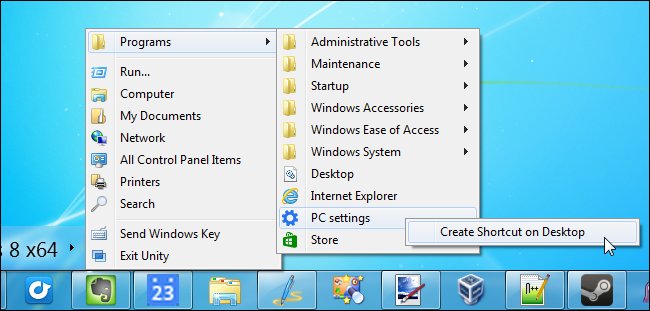 Programs
Run...
Computer
My Documents
Network
All Control Panel Items
Printers
Search
Send Windows Key
Exit Unity
Administrative Tools
Maintenance
Startup
Windows Accessories
Windows Ease of Access
Windows System
Desktop
Internet Explorer
PC settings
Store
Create Shortcut on Desktop
8 x64
23